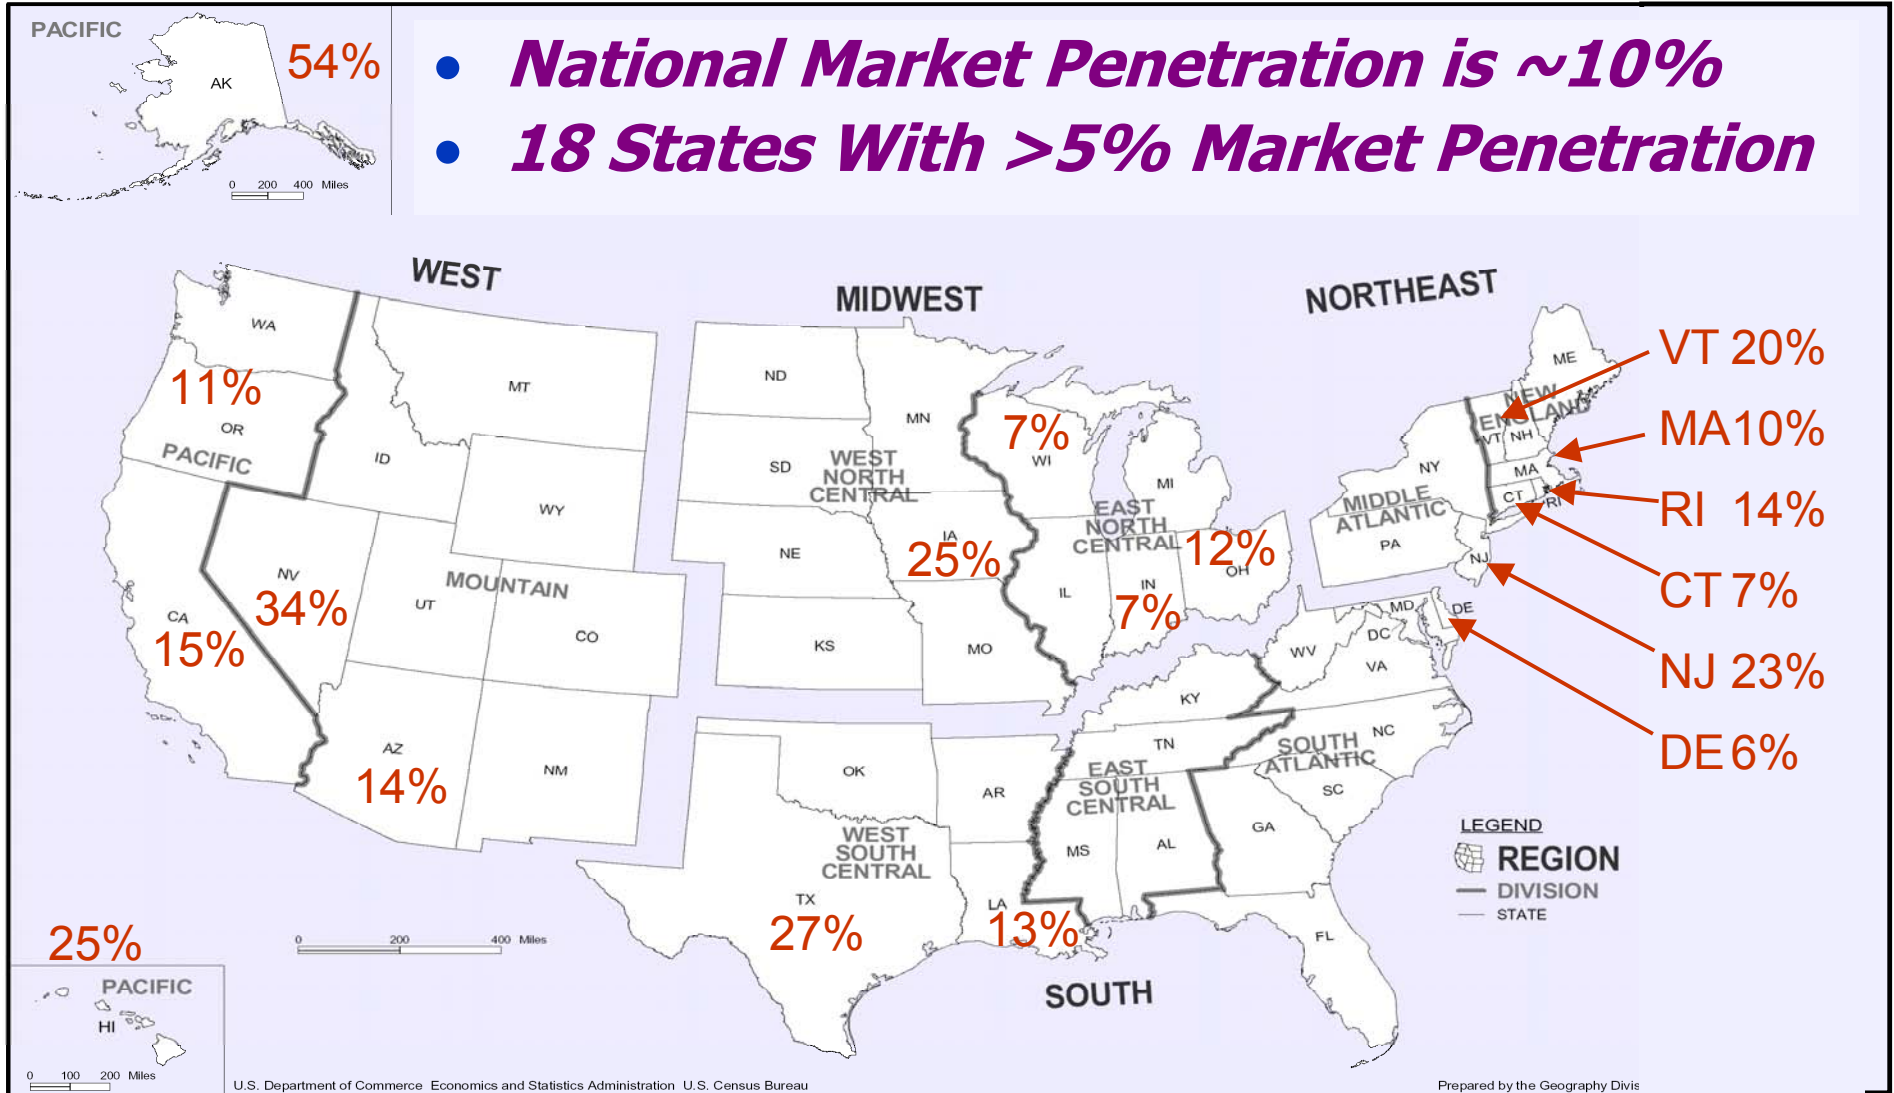 PACIFIC
54%
AK
0 200 400 Miles
• National Market Penetration is ~10%
• 18 States With >5% Market Penetration
WEST
MIDWEST
NORTHEAST
WA
11%
OR
PACIFIC
ID
MT
WY
NV
34%
MOUNTAIN
UT
CO
CA
15%
AZ
14%
NM
ND
MN
SD
WEST
NORTH
CENTRAL
IA
25%
NE
KS
MO
7%
WI
MI
EAST
NORTH
CENTRAL
12%
OH
IL
IN
7%
ME
NEW
ENGLAND
VT NH
NY
MA
CT
RI
MIDDLE
ATLANTIC
PA
NJ
VT 20%
MA10%
RI 14%
CT 7%
NJ 23%
DE6%
MD
DE
DC
WV
VA
KY
TN
NC
SOUTH
ATLANTIC
SC
EAST
SOUTH
CENTRAL
GA
MS
AL
FL
OK
AR
WEST
SOUTH
CENTRAL
TX
27%
LA
13%
SOUTH
0 200 400 Miles
LEGEND
REGION
DIVISION
STATE
25%
PACIFIC
HI
0 100 200 Miles
U.S. Department of Commerce Economics and Statistics Administration U.S. Census Bureau
Prepared by the Geography Divis